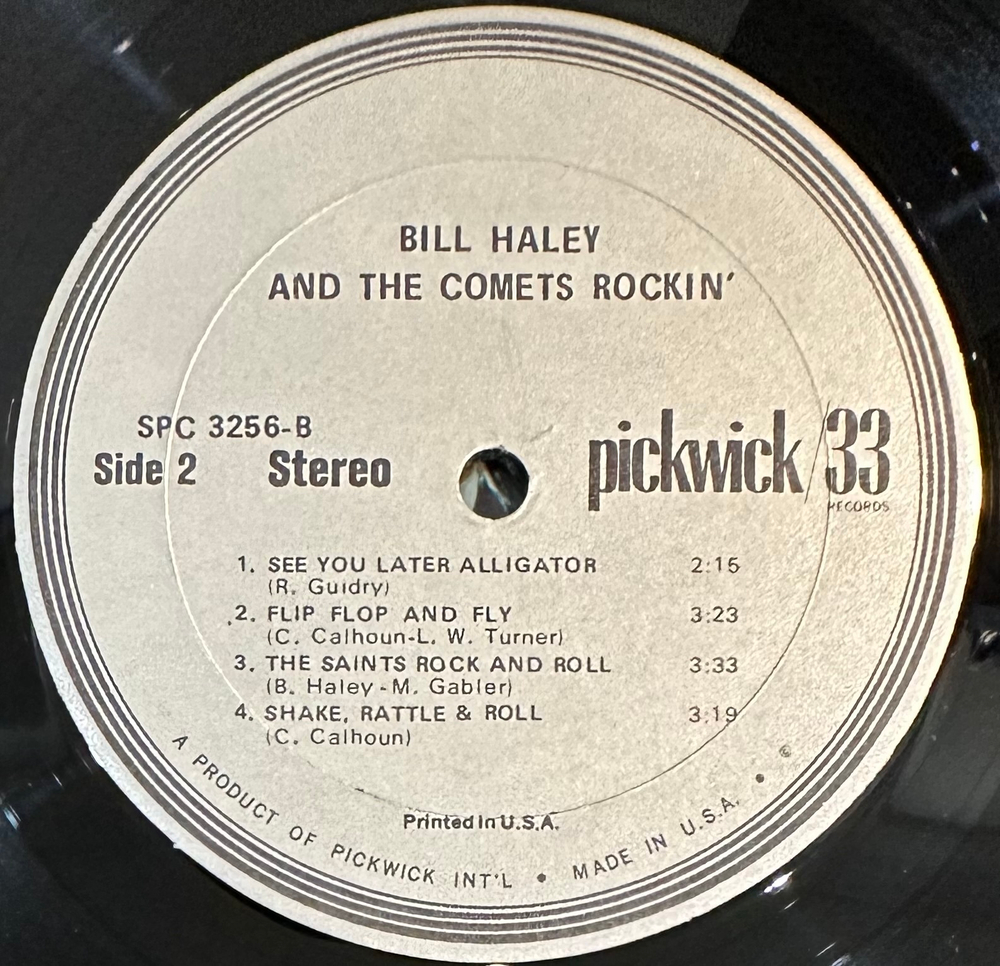 BILL HALEY
AND THE COMETS ROCKIN'
SPC 3256-B
Side 2 Stereo
pickwick/33
RECORDS
1. SEE YOU LATER ALLIGATOR 2:15
(R. Guidry)
2. FLIP FLOP AND FLY 3:23
(C. Calhoun-L. W. Turner)
3. THE SAINTS ROCK AND ROLL 3:33
(B. Haley - M. Gabler)
4. SHAKE, RATTLE & ROLL 3:19
(C. Calhoun)
Printed In U.S.A.
A PRODUCT OF PICKWICK INT'L • MADE IN U.S.A. • ©